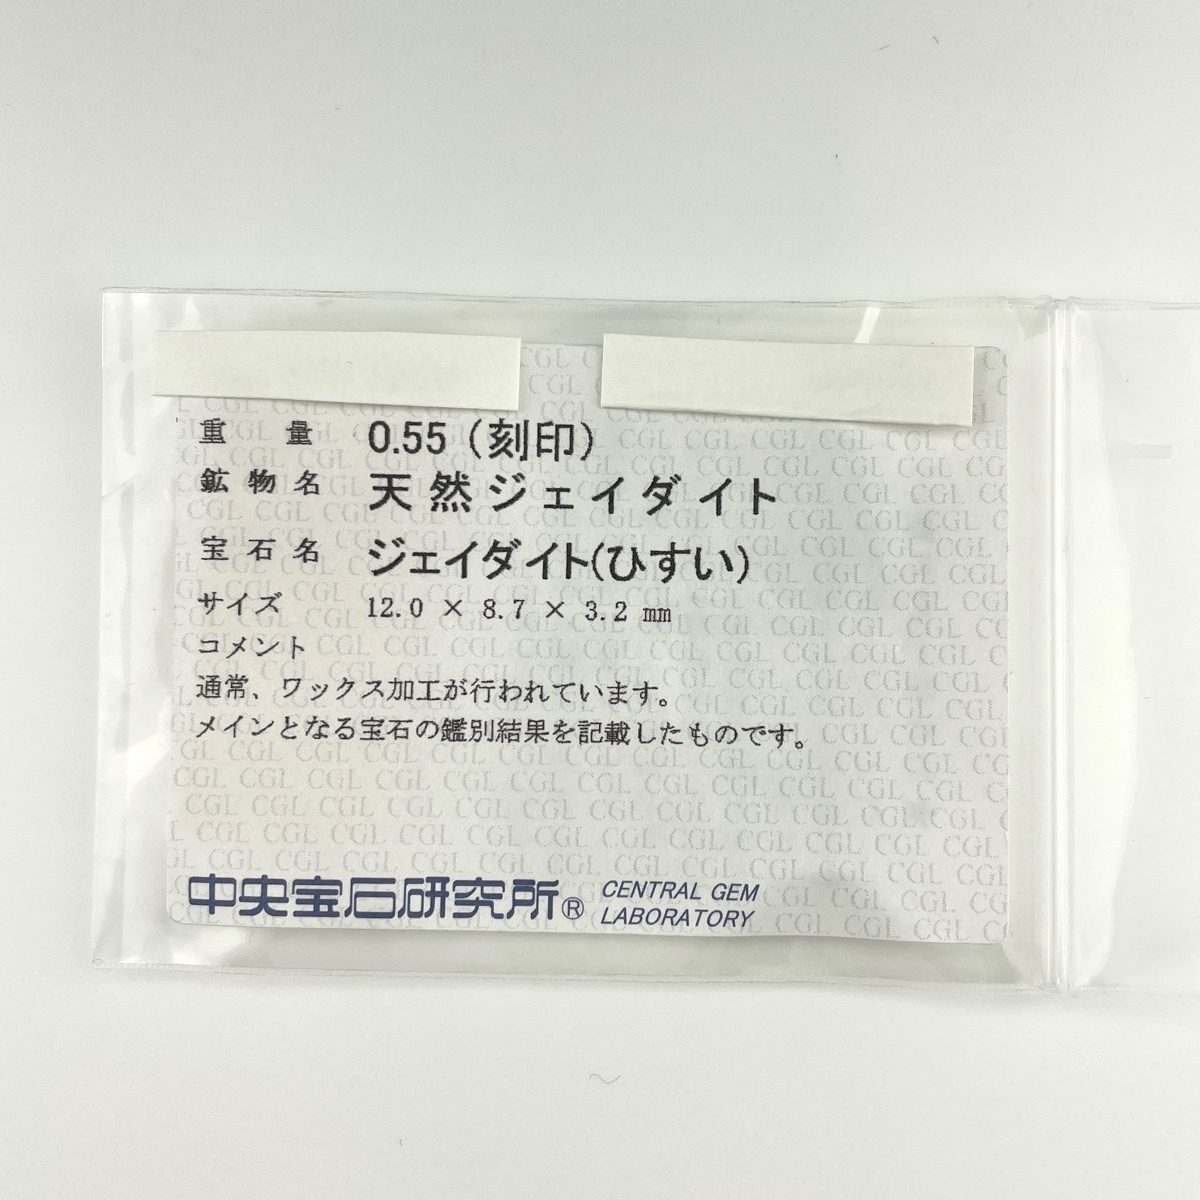 重量 0.55 (刻印)
鉱物名 天然ジェイダイト
宝石名 ジェイダイト(ひすい)
サイズ 12.0 × 8.7 × 3.2 mm
コメント
通常、ワックス加工が行われています。
メインとなる宝石の鑑別結果を記載したものです。
中央宝石研究所® CENTRAL GEM
LABORATORY